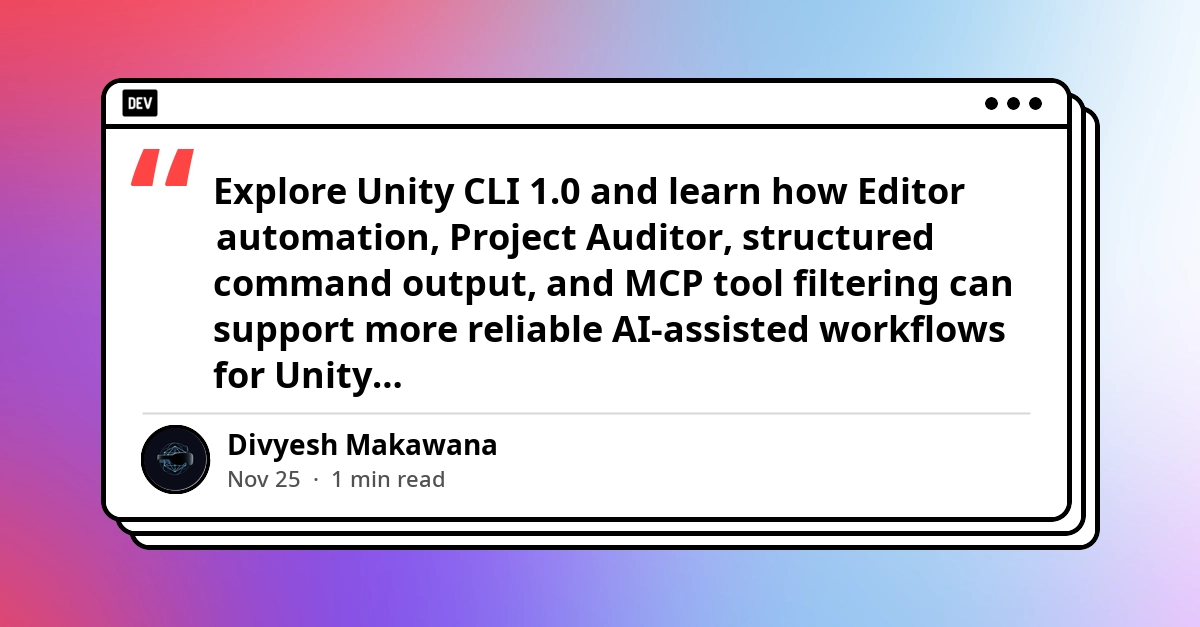 DEV
“
Explore Unity CLI 1.0 and learn how Editor
automation, Project Auditor, structured
command output, and MCP tool filtering can
support more reliable AI-assisted workflows
for Unity...
Divyesh Makawana
Nov 25 · 1 min read